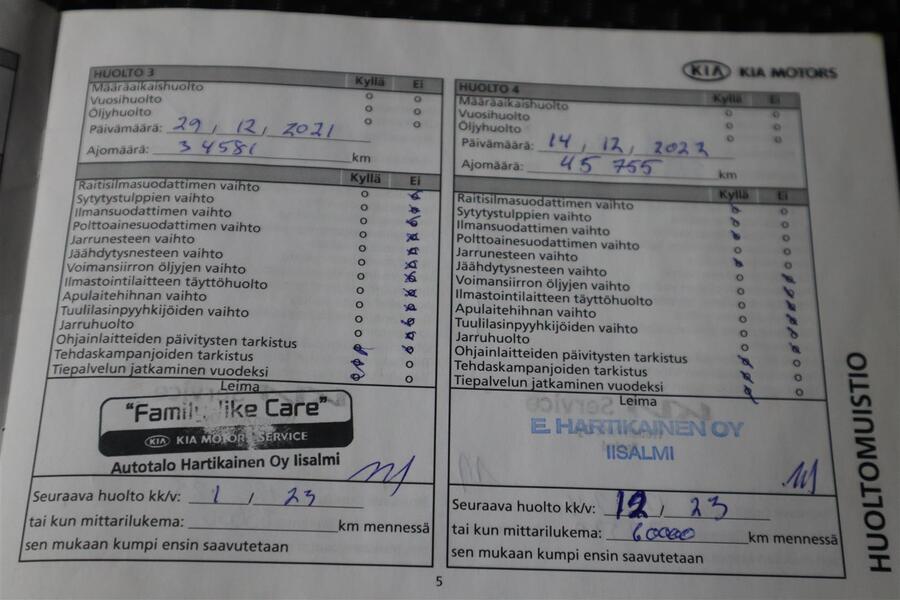 HUOLTO 3
Kyllä Ei
Määräaikaishuolto
Vuosihuolto
Öljyhuolto
Päivämäärä: 29, 12, 2021
Ajomäärä: 34581 km
Kyllä Ei
Raitisilmasuodattimen vaihto
Sytytystulppien vaihto
Ilmansuodattimen vaihto
Polttoainesuodattimen vaihto
Jarrunesteen vaihto
Jäähdytysnesteen vaihto
Voimansiirron öljyjen vaihto
Ilmastointilaitteen täyttöhuolto
Apulaitehihnan vaihto
Tuulilasinpyyhkijöiden vaihto
Jarruhuolto
Ohjainlaitteiden päivitysten tarkistus
Tehdaskampanjoiden tarkistus
Tiepalvelun jatkaminen vuodeksi
Leima
"Family like Care"
KIA KIA MOTORS SERVICE
Autotalo Hartikainen Oy Iisalmi
Seuraava huolto kk/v: 1, 23
tai kun mittarilukema: km mennessä
sen mukaan kumpi ensin saavutetaan
KIA KIA MOTORS
HUOLTO 4
Kyllä Ei
Määräaikaishuolto
Vuosihuolto
Öljyhuolto
Päivämäärä: 14, 12, 2022
Ajomäärä: 45 755 km
Kyllä Ei
Raitisilmasuodattimen vaihto
Sytytystulppien vaihto
Ilmansuodattimen vaihto
Polttoainesuodattimen vaihto
Jarrunesteen vaihto
Jäähdytysnesteen vaihto
Voimansiirron öljyjen vaihto
Ilmastointilaitteen täyttöhuolto
Apulaitehihnan vaihto
Tuulilasinpyyhkijöiden vaihto
Jarruhuolto
Ohjainlaitteiden päivitysten tarkistus
Tehdaskampanjoiden tarkistus
Tiepalvelun jatkaminen vuodeksi
Leima
E. HARTIKAINEN OY
IISALMI
Seuraava huolto kk/v: 12, 23
tai kun mittarilukema: 60000 km mennessä
sen mukaan kumpi ensin saavutetaan
HUOLTOMUISTIO
5